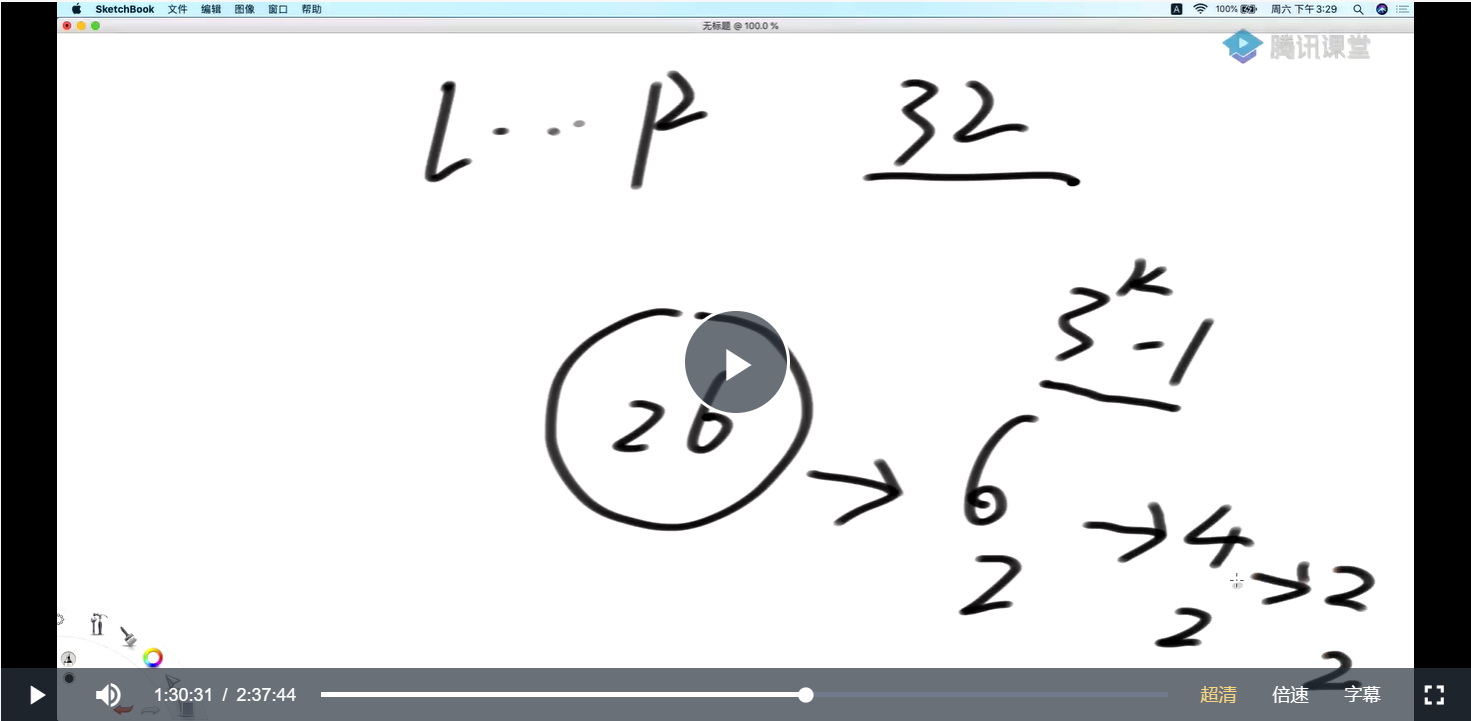 SketchBook 文件 编辑 图像 窗口 帮助 A 100% 周六 下午3:29
无标题 @ 100.0 %
腾讯课堂
l ... r 32
3^k - 1
26 → 6 → 4 → 2
2 2 2
1:30:31 / 2:37:44 超清 倍速 字幕